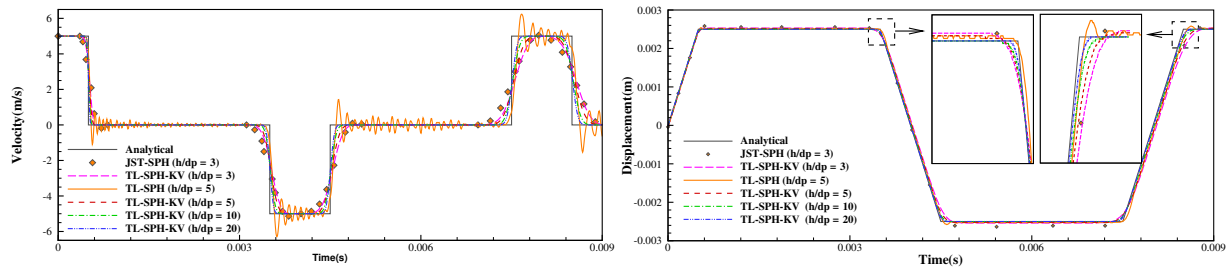 Velocity(m/s)
6
4
2
0
-2
-4
-6
Analytical
JST-SPH (h/dp = 3)
TL-SPH-KV (h/dp = 3)
TL-SPH (h/dp = 5)
TL-SPH-KV (h/dp = 5)
TL-SPH-KV (h/dp = 10)
TL-SPH-KV (h/dp = 20)
0
0.003
0.006
0.009
Time(s)
Displacement(m)
0.003
0.002
0.001
0
-0.001
-0.002
-0.003
Analytical
JST-SPH (h/dp = 3)
TL-SPH-KV (h/dp = 3)
TL-SPH (h/dp = 5)
TL-SPH-KV (h/dp = 5)
TL-SPH-KV (h/dp = 10)
TL-SPH-KV (h/dp = 20)
0
0.003
0.006
0.009
Time(s)